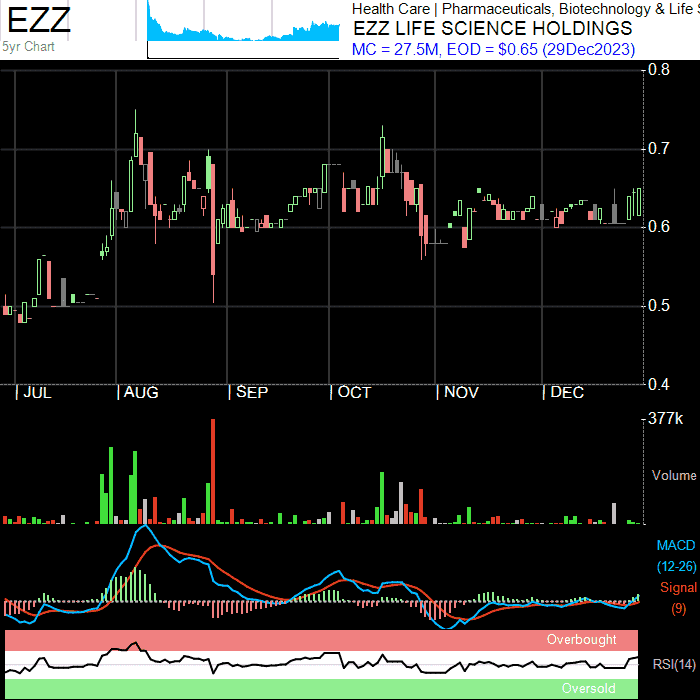 EZZ
5yr Chart
Health Care | Pharmaceuticals, Biotechnology & Life S
EZZ LIFE SCIENCE HOLDINGS
MC = 27.5M, EOD = $0.65 (29Dec2023)
0.8
0.7
0.6
0.5
0.4
| JUL | AUG | SEP | OCT | NOV | DEC
377k
Volume
MACD
(12-26)
Signal
(9)
Overbought
RSI(14)
Oversold